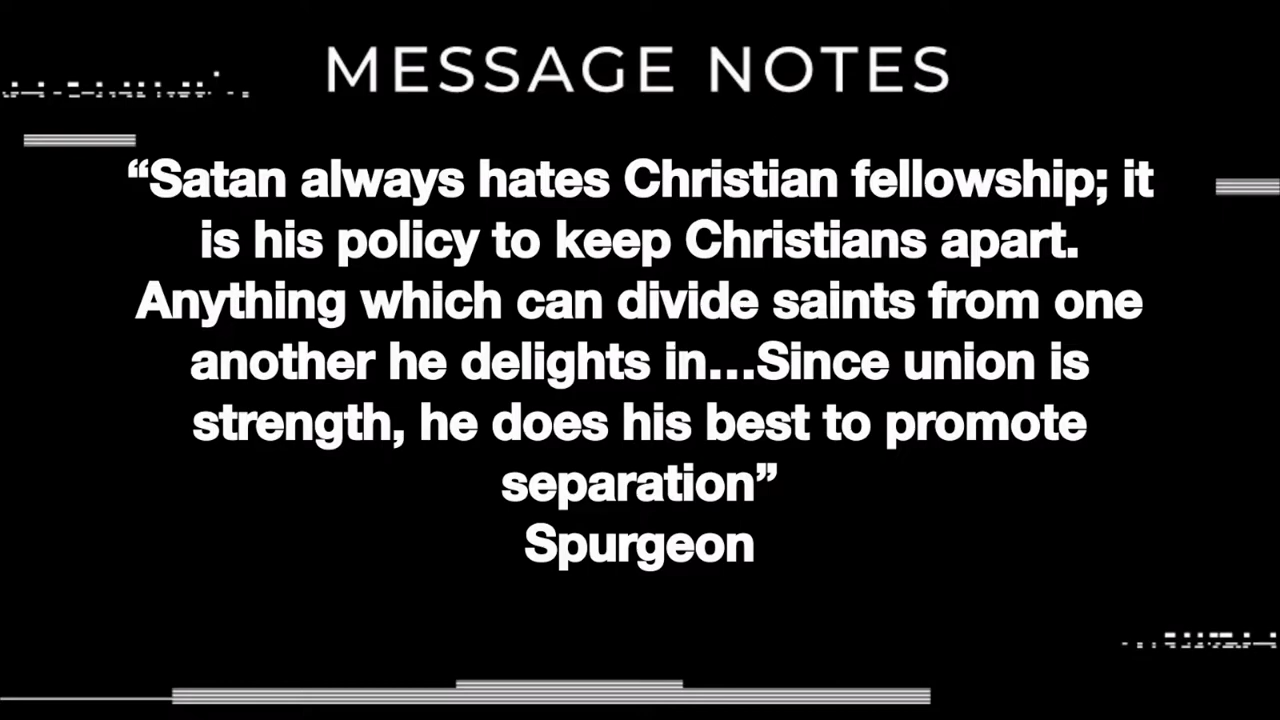 MESSAGE NOTES
“Satan always hates Christian fellowship; it
is his policy to keep Christians apart.
Anything which can divide saints from one
another he delights in...Since union is
strength, he does his best to promote
separation”
Spurgeon